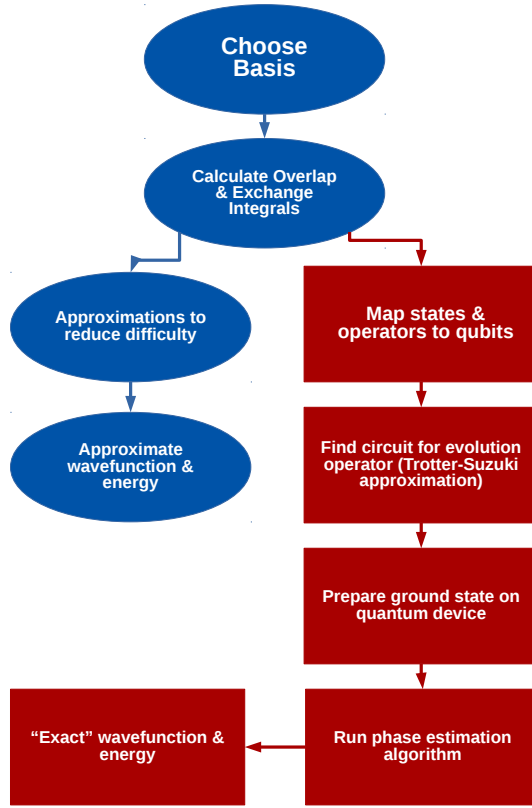 Choose
Basis
Calculate Overlap
& Exchange
Integrals
Approximations to
reduce difficulty
Map states &
operators to qubits
Approximate
wavefunction &
energy
Find circuit for evolution
operator (Trotter-Suzuki
approximation)
Prepare ground state on
quantum device
“Exact” wavefunction &
energy
Run phase estimation
algorithm